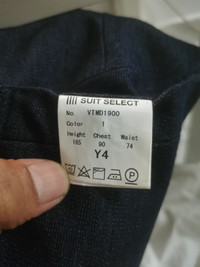 SUIT SELECT
No VTMD1900
Color 1
Height Chest Waist
165 90 74
Y4
P